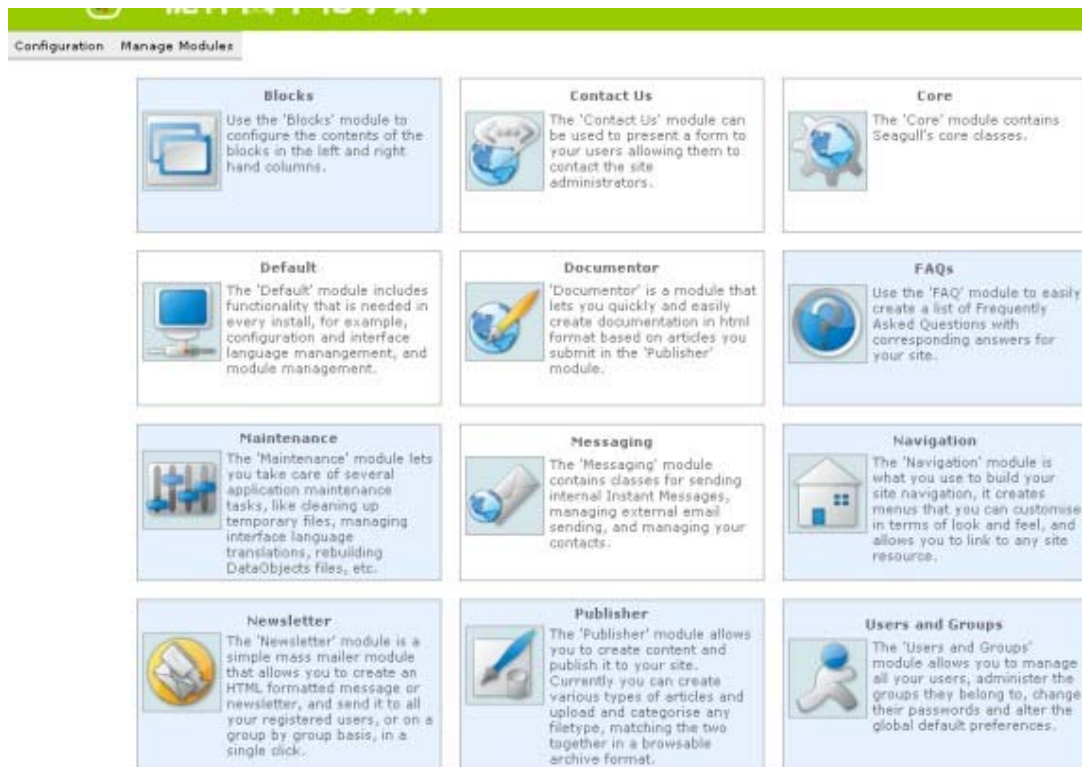 Configuration Manage Modules
Blocks
Use the 'Blocks' module to
configure the contents of the
blocks in the left and right
hand columns.
Contact Us
The 'Contact Us' module can
be used to present a form to
your users allowing them to
contact the site
administrators.
Core
The 'Core' module contains
Seagull's core classes.
Default
The 'Default' module includes
functionality that is needed in
every install, for example,
configuration and interface
language manangement, and
module management.
Documentor
'Documentor' is a module that
lets you quickly and easily
create documentation in html
format based on articles you
submit in the 'Publisher'
module.
FAQs
Use the 'FAQ' module to easily
create a list of Frequently
Asked Questions with
corresponding answers for
your site.
Maintenance
The 'Maintenance' module lets
you take care of several
application maintenance
tasks, like cleaning up
temporary files, managing
interface language
translations, rebuilding
DataObjects files, etc.
Messaging
The 'Messaging' module
contains classes for sending
internal Instant Messages,
managing external email
sending, and managing your
contacts.
Navigation
The 'Navigation' module is
what you use to build your
site navigation, it creates
menus that you can customise
in terms of look and feel, and
allows you to link to any site
resource.
Newsletter
The 'Newsletter' module is a
simple mass mailer module
that allows you to create an
HTML formatted message or
newsletter, and send it to all
your registered users, or on a
group by group basis, in a
single click.
Publisher
The 'Publisher' module allows
you to create content and
publish it to your site.
Currently you can create
various types of articles and
upload and categorise any
filetype, matching the two
together in a browsable
archive format.
Users and Groups
The 'Users and Groups'
module allows you to manage
all your users, administer the
groups they belong to, change
their passwords and alter the
global default preferences.